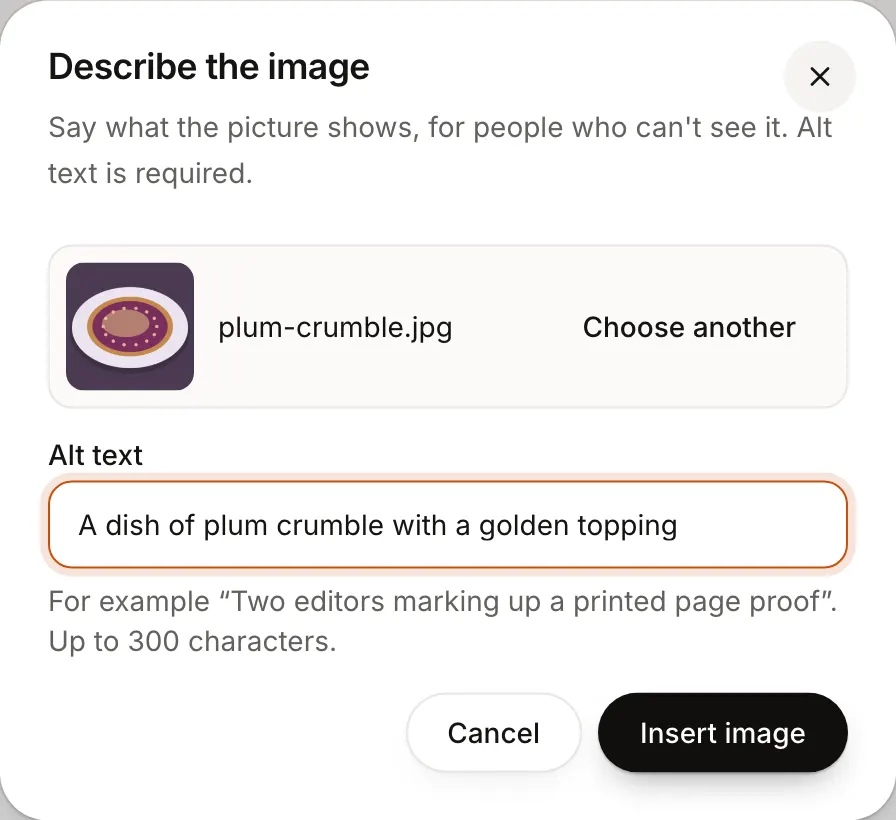 Describe the image
Say what the picture shows, for people who can't see it. Alt
text is required.
plum-crumble.jpg
Choose another
Alt text
A dish of plum crumble with a golden topping
For example “Two editors marking up a printed page proof”.
Up to 300 characters.
Cancel
Insert image